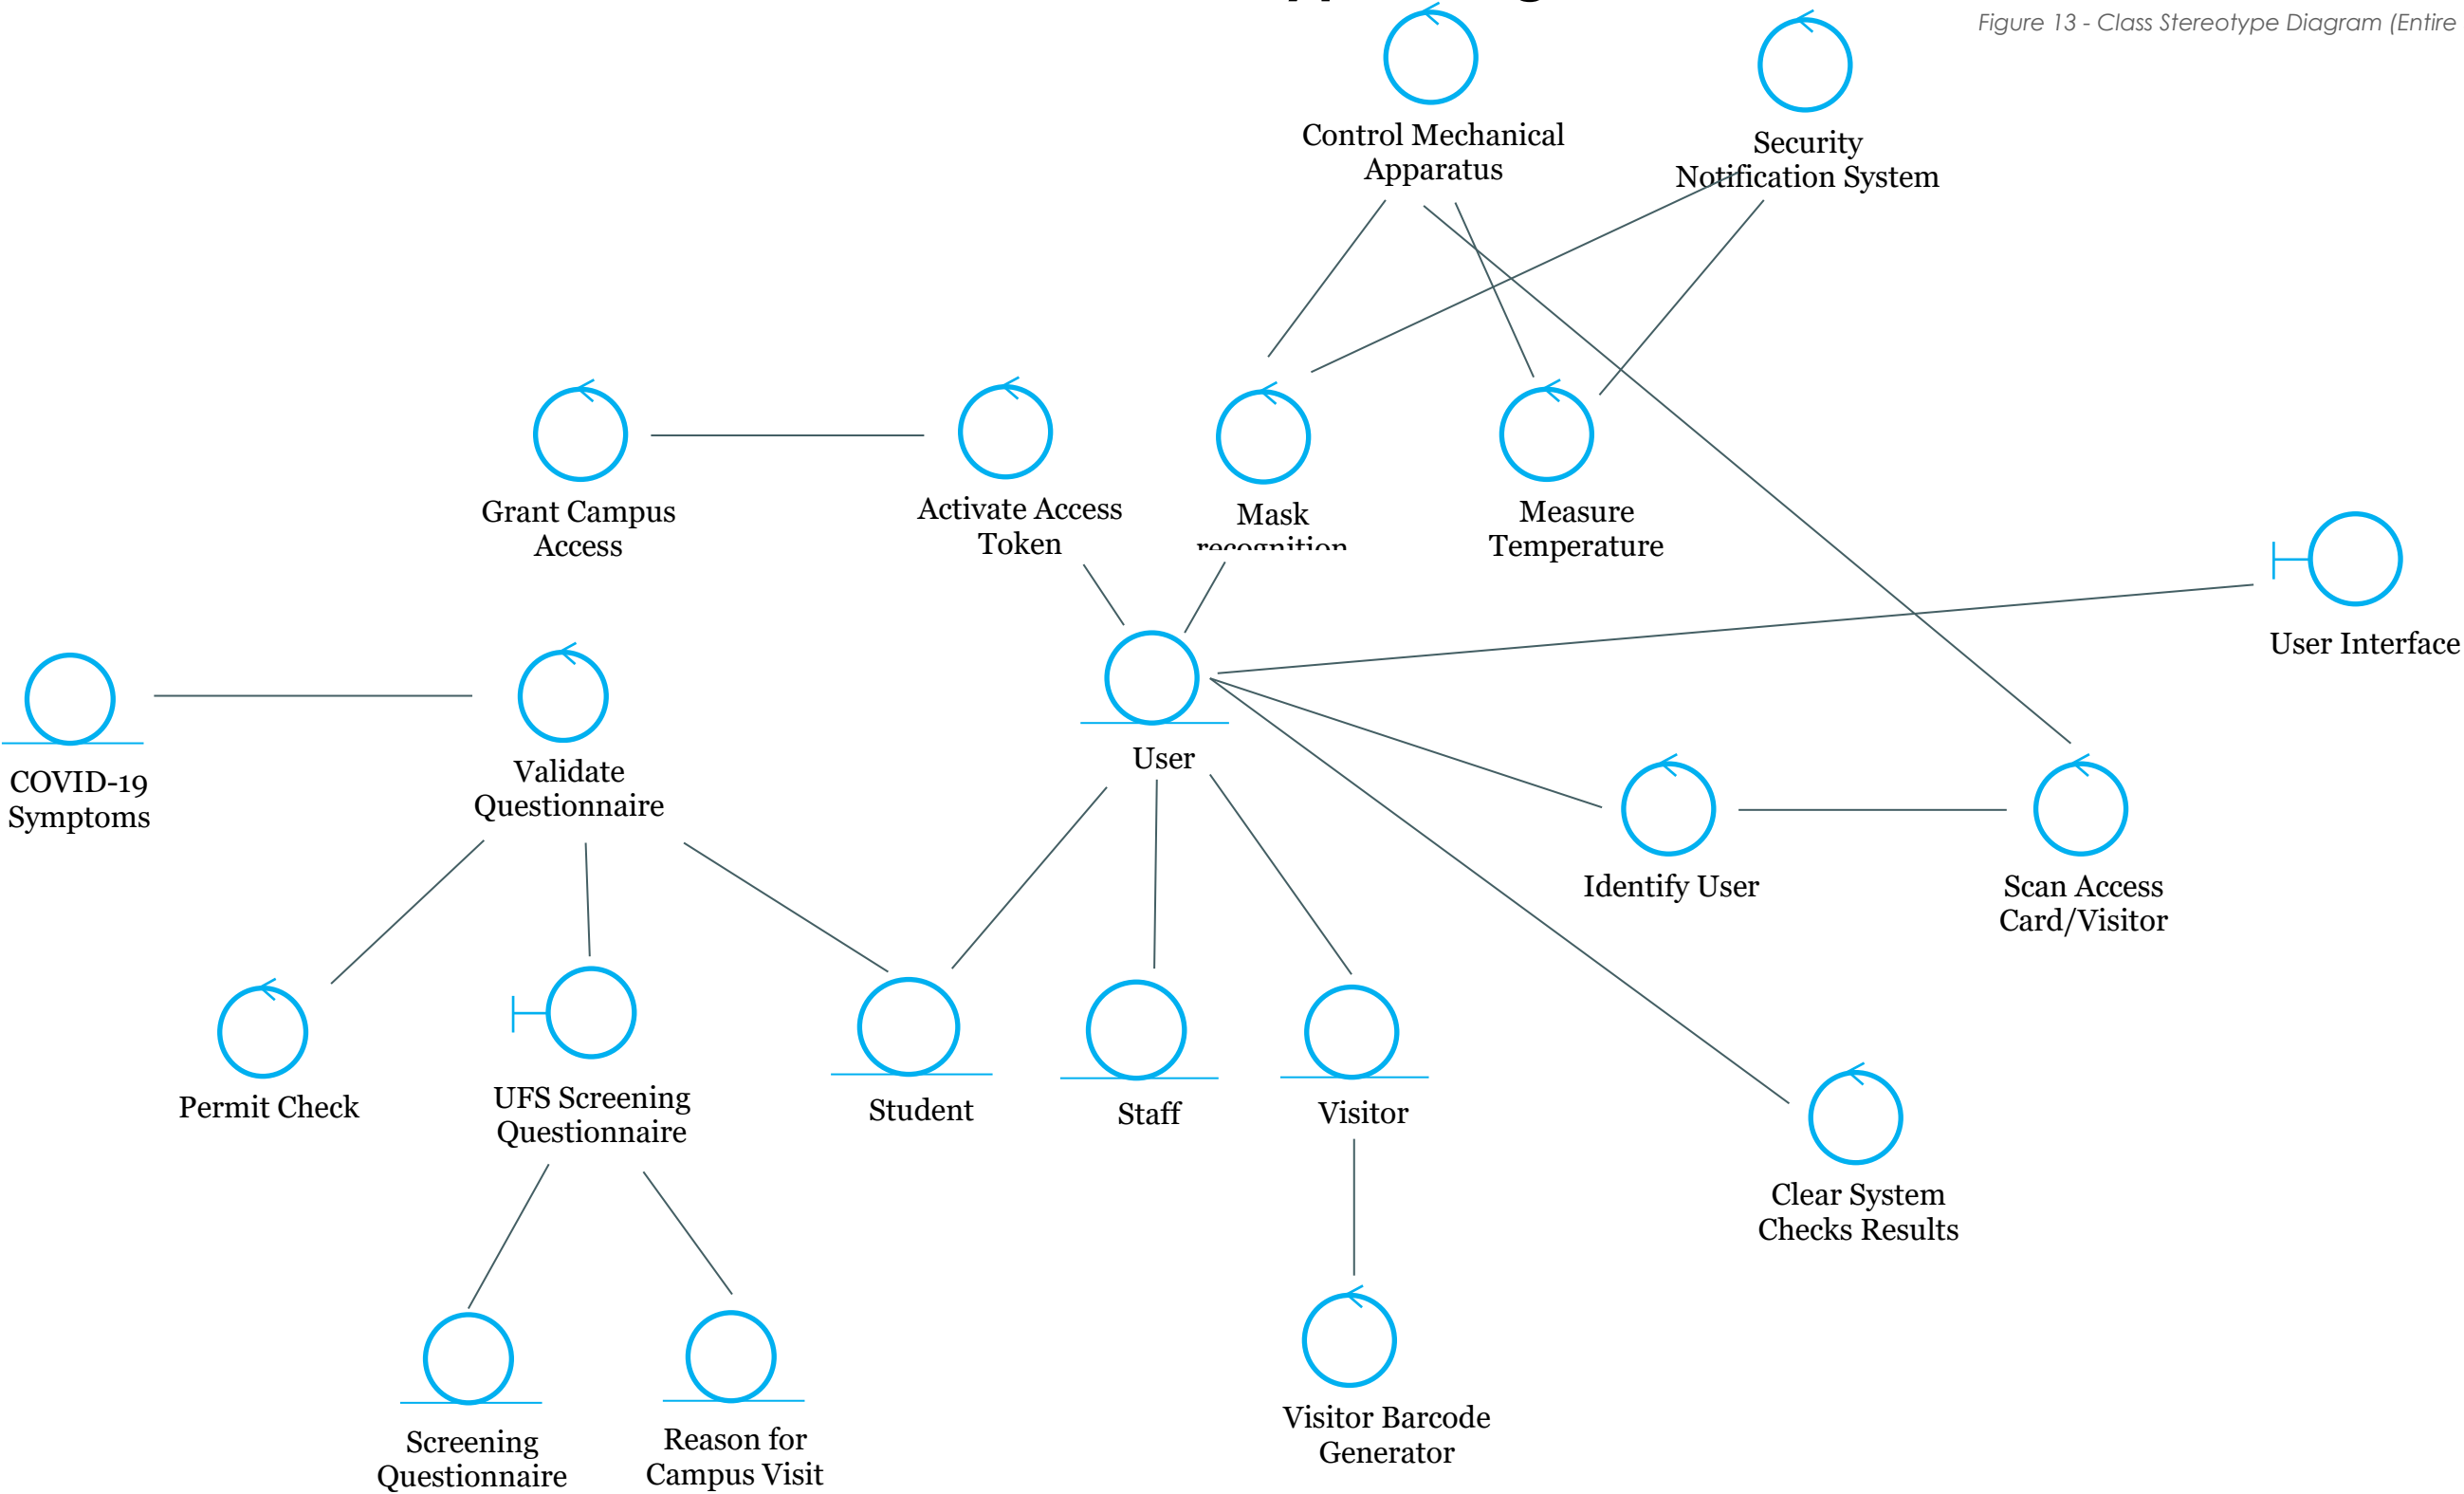 Figure 13 - Class Stereotype Diagram (Entire
Control Mechanical
Apparatus
Security
Notification System
Grant Campus
Access
Activate Access
Token
Mask
recognition
Measure
Temperature
User Interface
COVID-19
Symptoms
Validate
Questionnaire
User
Identify User
Scan Access
Card/Visitor
Permit Check
UFS Screening
Questionnaire
Student
Staff
Visitor
Clear System
Checks Results
Screening
Questionnaire
Reason for
Campus Visit
Visitor Barcode
Generator